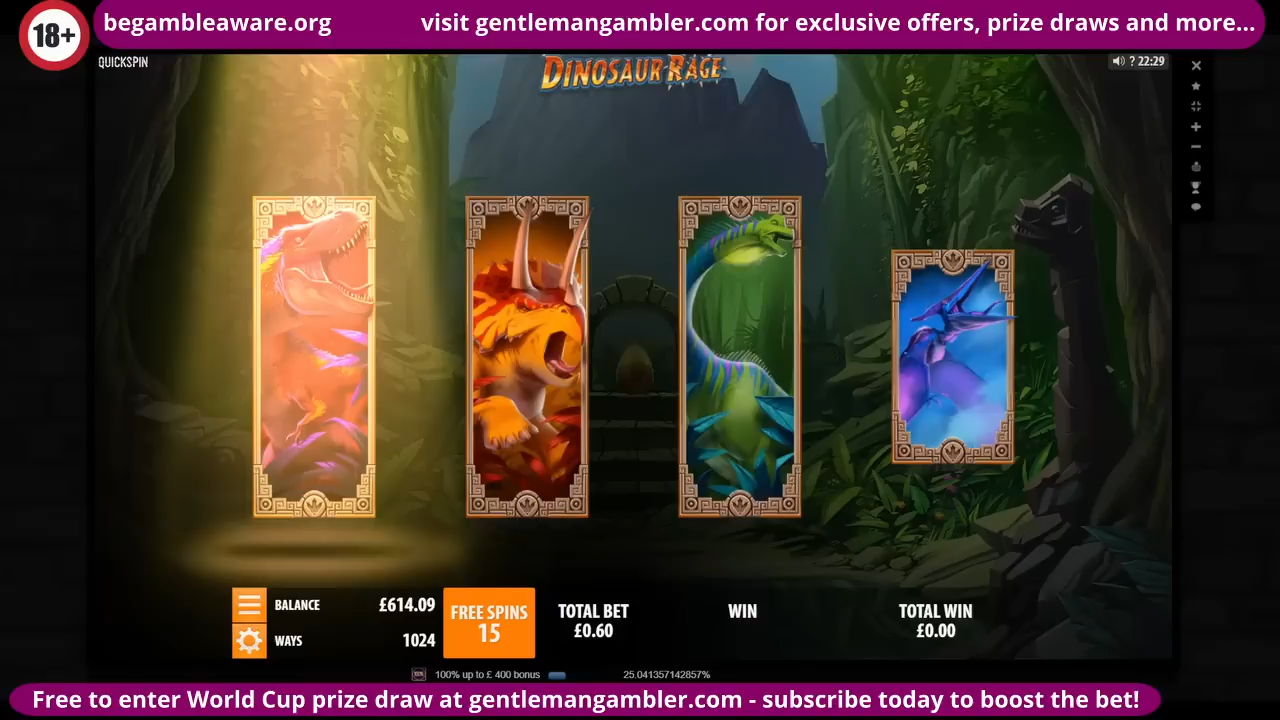 18+
begambleaware.org
visit gentlemangambler.com for exclusive offers, prize draws and more...
QUICKSPIN
DINOSAUR RAGE
? 22:29
BALANCE £614.09
WAYS 1024
FREE SPINS
15
TOTAL BET
£0.60
WIN
TOTAL WIN
£0.00
100% up to £ 400 bonus
25.041357142857%
Free to enter World Cup prize draw at gentlemangambler.com - subscribe today to boost the bet!